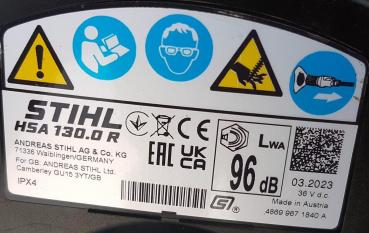 STIHL
HSA 130.0 R
ANDREAS STIHL AG & Co. KG
71336 Waiblingen/GERMANY
For GB: ANDREAS STIHL Ltd.
Camberley GU15 3YT/GB
IPX4
EAC UK
CA
LWA
96 dB
03.2023
36 V d.c.
Made in Austria
4869 967 1840 A